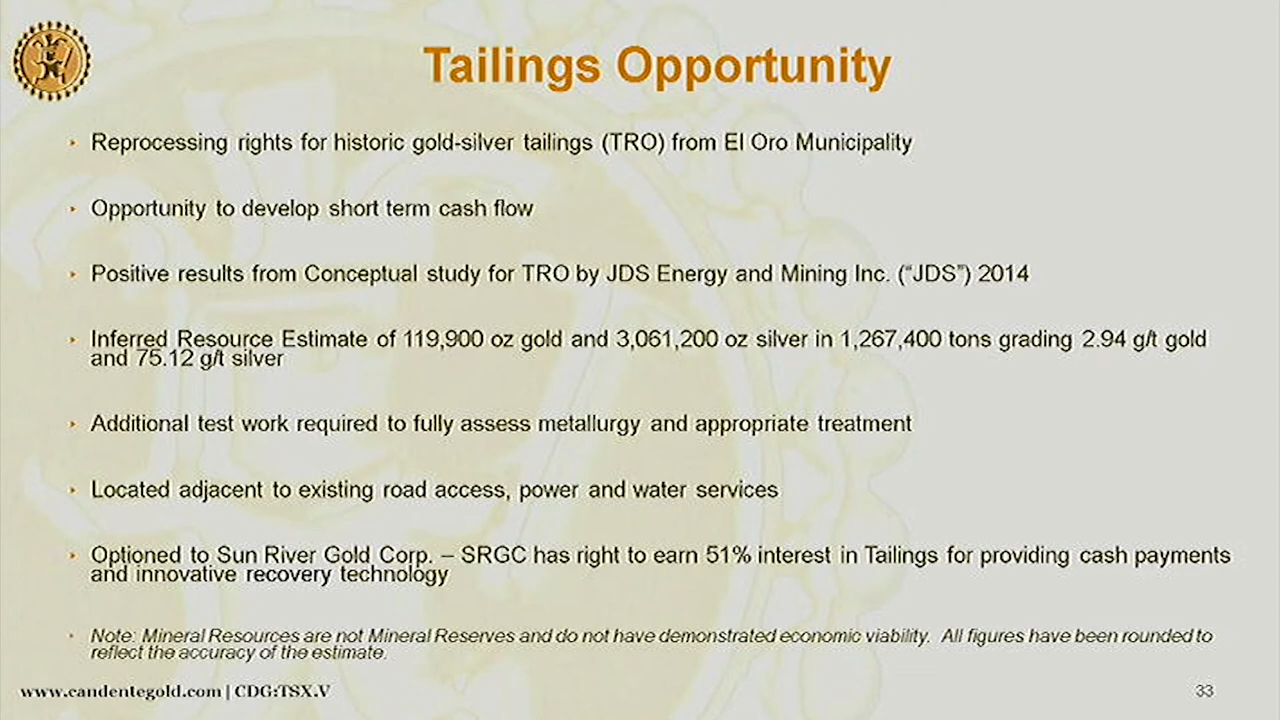 Tailings Opportunity
Reprocessing rights for historic gold-silver tailings (TRO) from El Oro Municipality
Opportunity to develop short term cash flow
Positive results from Conceptual study for TRO by JDS Energy and Mining Inc. (“JDS”) 2014
Inferred Resource Estimate of 119,900 oz gold and 3,061,200 oz silver in 1,267,400 tons grading 2.94 g/t gold
and 75.12 g/t silver
Additional test work required to fully assess metallurgy and appropriate treatment
Located adjacent to existing road access, power and water services
Optioned to Sun River Gold Corp. – SRGC has right to earn 51% interest in Tailings for providing cash payments
and innovative recovery technology
Note: Mineral Resources are not Mineral Reserves and do not have demonstrated economic viability. All figures have been rounded to
reflect the accuracy of the estimate.
www.candentegold.com | CDG:TSX.V
33